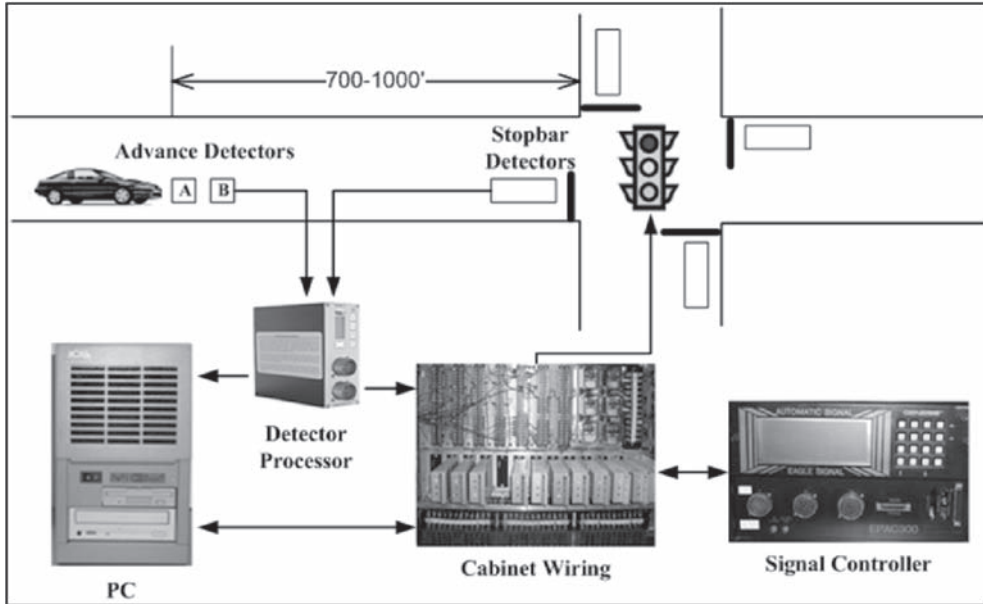 700-1000'
Advance Detectors
A
B
Stopbar
Detectors
Detector
Processor
PC
Cabinet Wiring
AUTOMATIC SIGNAL
EAGLE SIGNAL
EPAC300
Signal Controller